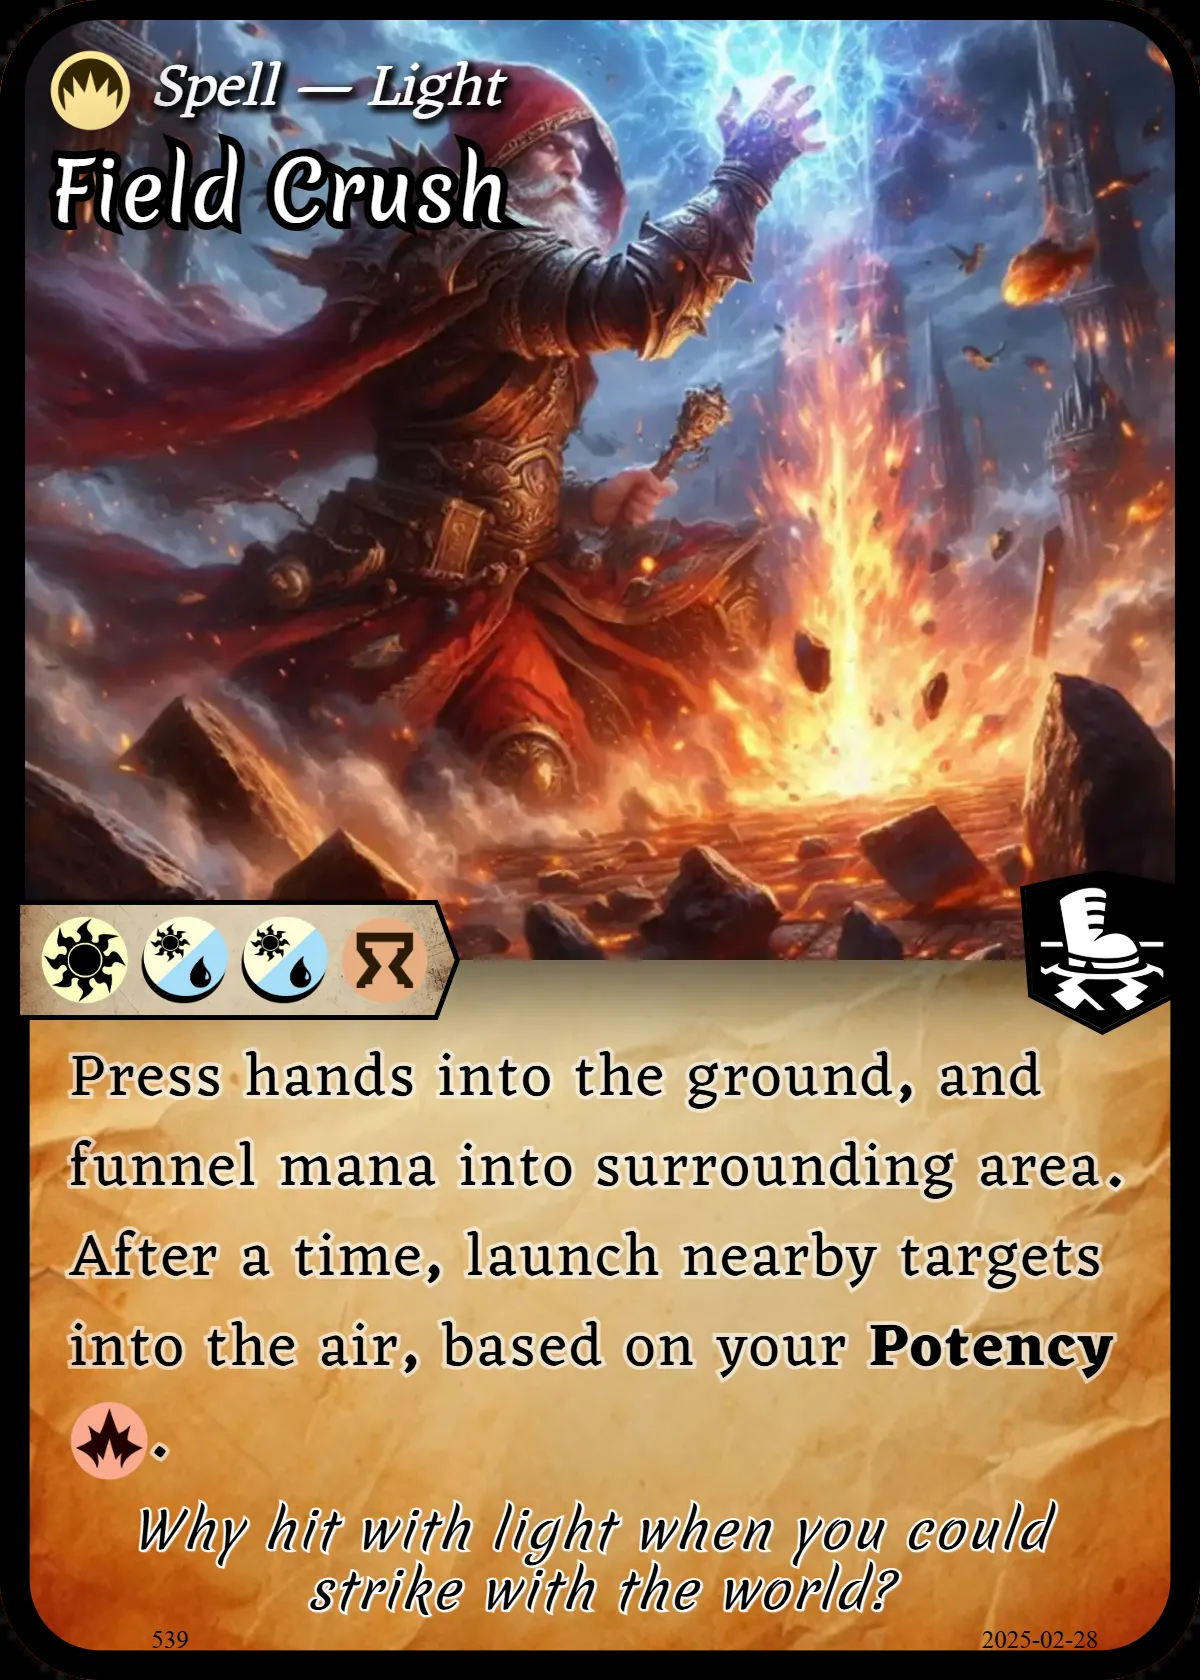 Spell — Light
Field Crush
Press hands into the ground, and
funnel mana into surrounding area.
After a time, launch nearby targets
into the air, based on your Potency
.
Why hit with light when you could
strike with the world?
539
2025-02-28